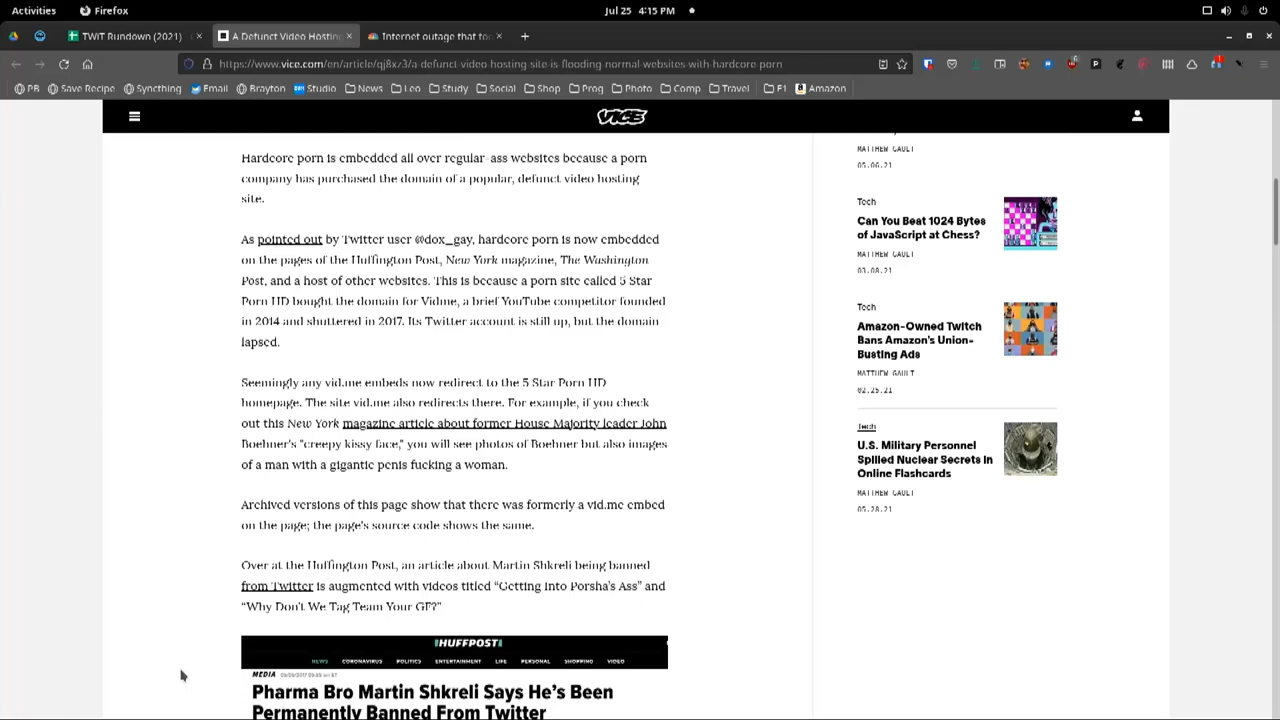 Activities
Firefox
Jul 25 4:15 PM
TWiT Rundown (2021)
A Defunct Video Hosting
Internet outage that too
https://www.vice.com/en/article/qj8xz3/a-defunct-video-hosting-site-is-flooding-normal-websites-with-hardcore-porn
PB
Save Recipe
Syncthing
Email
Brayton
Studio
News
Leo
Study
Social
Shop
Prog
Photo
Comp
Travel
F1
Amazon
VICE
Hardcore porn is embedded all over regular-ass websites because a porn
company has purchased the domain of a popular, defunct video hosting
site.
As pointed out by Twitter user @dox_gay, hardcore porn is now embedded
on the pages of the Huffington Post, New York magazine, The Washington
Post, and a host of other websites. This is because a porn site called 5 Star
Porn HD bought the domain for Vidme, a brief YouTube competitor founded
in 2014 and shuttered in 2017. Its Twitter account is still up, but the domain
lapsed.
Seemingly any vid.me embeds now redirect to the 5 Star Porn HD
homepage. The site vid.me also redirects there. For example, if you check
out this New York magazine article about former House Majority leader John
Boehner's "creepy kissy face," you will see photos of Boehner but also images
of a man with a gigantic penis fucking a woman.
Archived versions of this page show that there was formerly a vid.me embed
on the page; the page's source code shows the same.
Over at the Huffington Post, an article about Martin Shkreli being banned
from Twitter is augmented with videos titled “Getting Into Porsha's Ass” and
“Why Don't We Tag Team Your GF?”
HUFFPOST
NEWS CORONAVIRUS POLITICS ENTERTAINMENT LIFE PERSONAL SHOPPING VIDEO
MEDIA
Pharma Bro Martin Shkreli Says He's Been
Permanently Banned From Twitter
MATTHEW GAULT
05.06.21
Tech
Can You Beat 1024 Bytes
of JavaScript at Chess?
MATTHEW GAULT
03.08.21
Tech
Amazon-Owned Twitch
Bans Amazon's Union-
Busting Ads
MATTHEW GAULT
02.25.21
Tech
U.S. Military Personnel
Spilled Nuclear Secrets in
Online Flashcards
MATTHEW GAULT
05.28.21